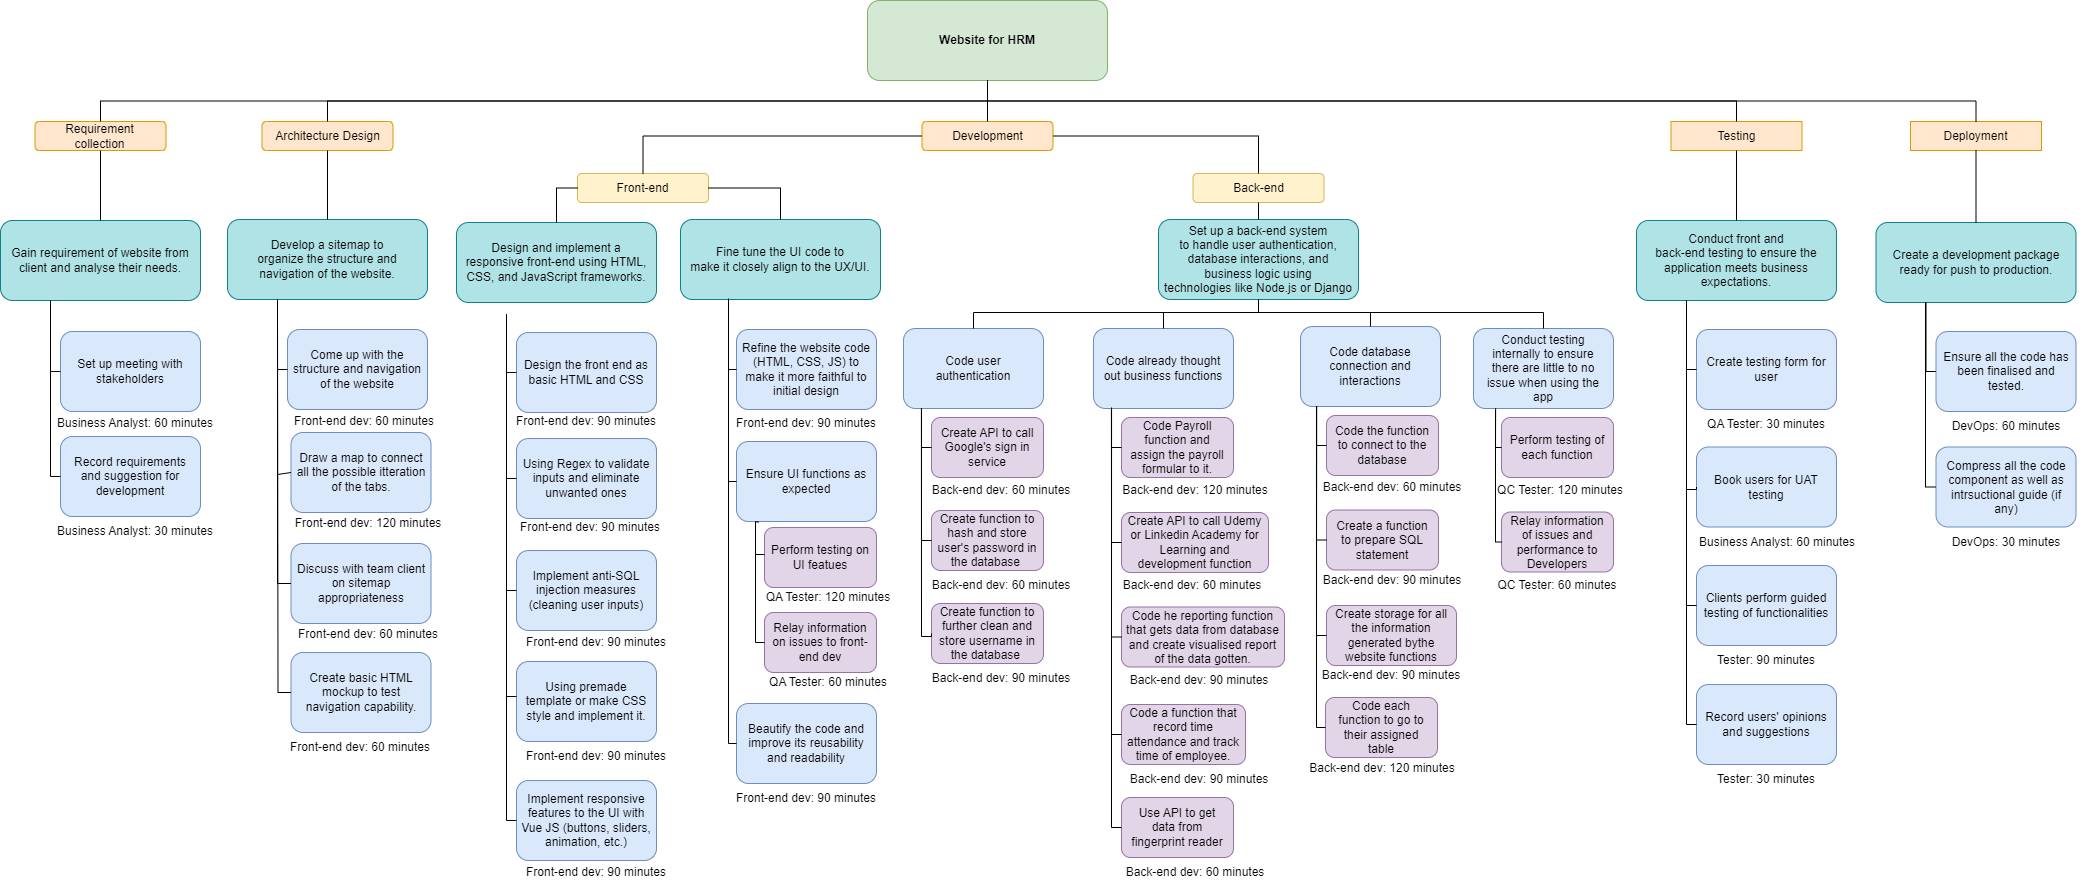 Website for HRM
Requirement
collection
Architecture Design
Development
Testing
Deployment
Front-end
Back-end
Gain requirement of website from
client and analyse their needs.
Set up meeting with
stakeholders
Business Analyst: 60 minutes
Record requirements
and suggestion for
development
Business Analyst: 30 minutes
Develop a sitemap to
organize the structure and
navigation of the website.
Come up with the
structure and navigation
of the website
Front-end dev: 60 minutes
Draw a map to connect
all the possible itteration
of the tabs.
Front-end dev: 120 minutes
Discuss with team client
on sitemap
appropriateness
Front-end dev: 60 minutes
Create basic HTML
mockup to test
navigation capability.
Front-end dev: 60 minutes
Design and implement a
responsive front-end using HTML,
CSS, and JavaScript frameworks.
Design the front end as
basic HTML and CSS
Front-end dev: 90 minutes
Using Regex to validate
inputs and eliminate
unwanted ones
Front-end dev: 90 minutes
Implement anti-SQL
injection measures
(cleaning user inputs)
Front-end dev: 90 minutes
Using premade
template or make CSS
style and implement it.
Front-end dev: 90 minutes
Implement responsive
features to the UI with
Vue JS (buttons, sliders,
animation, etc.)
Front-end dev: 90 minutes
Fine tune the UI code to
make it closely align to the UX/UI.
Refine the website code
(HTML, CSS, JS) to
make it more faithful to
initial design
Front-end dev: 90 minutes
Ensure UI functions as
expected
Perform testing on
UI featues
QA Tester: 120 minutes
Relay information
on issues to front-
end dev
QA Tester: 60 minutes
Beautify the code and
improve its reusability
and readability
Front-end dev: 90 minutes
Set up a back-end system
to handle user authentication,
database interactions, and
business logic using
technologies like Node.js or Django
Code user
authentication
Create API to call
Google's sign in
service
Back-end dev: 60 minutes
Create function to
hash and store
user's password in
the database
Back-end dev: 60 minutes
Create function to
further clean and
store username in
the database
Back-end dev: 90 minutes
Code already thought
out business functions
Code Payroll
function and
assign the payroll
formular to it.
Back-end dev: 120 minutes
Create API to call Udemy
or Linkedin Academy for
Learning and
development function
Back-end dev: 60 minutes
Code he reporting function
that gets data from database
and create visualised report
of the data gotten.
Back-end dev: 90 minutes
Code a function that
record time
attendance and track
time of employee.
Back-end dev: 90 minutes
Use API to get
data from
fingerprint reader
Back-end dev: 60 minutes
Code database
connection and
interactions
Code the function
to connect to the
database
Back-end dev: 60 minutes
Create a function
to prepare SQL
statement
Back-end dev: 90 minutes
Create storage for all
the information
generated bythe
website functions
Back-end dev: 90 minutes
Code each
function to go to
their assigned
table
Back-end dev: 120 minutes
Conduct testing
internally to ensure
there are little to no
issue when using the
app
Perform testing of
each function
QC Tester: 120 minutes
Relay information
of issues and
performance to
Developers
QC Tester: 60 minutes
Conduct front and
back-end testing to ensure the
application meets business
expectations.
Create testing form for
user
QA Tester: 30 minutes
Book users for UAT
testing
Business Analyst: 60 minutes
Clients perform guided
testing of functionalities
Tester: 90 minutes
Record users' opinions
and suggestions
Tester: 30 minutes
Create a development package
ready for push to production.
Ensure all the code has
been finalised and
tested.
DevOps: 60 minutes
Compress all the code
component as well as
intrsuctional guide (if
any)
DevOps: 30 minutes